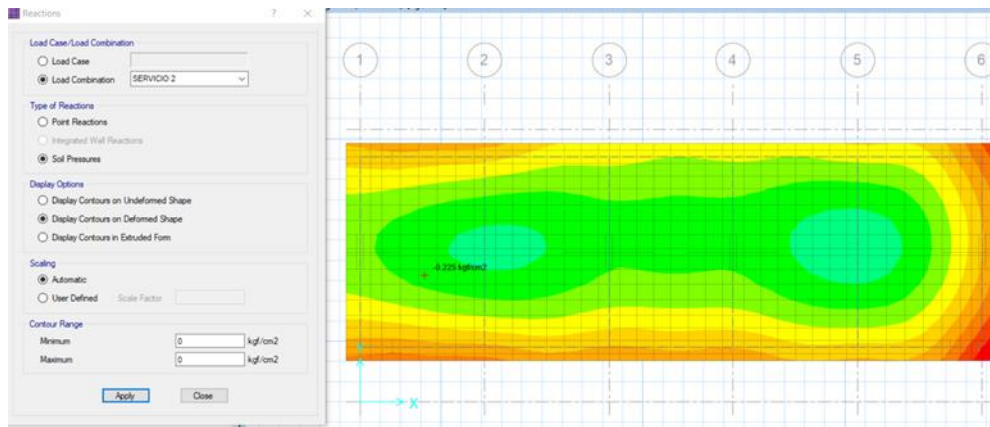 Reactions
Load Case/Load Combination
Load Case
Load Combination
SERVICIO 2
Type of Reactions
Point Reactions
Integrated Wall Reactions
Soil Pressures
Display Options
Display Contours on Undeformed Shape
Display Contours on Deformed Shape
Display Contours in Extruded Form
Scaling
Automatic
User Defined Scale Factor
Contour Range
Minimum 0 kgf/cm2
Maximum 0 kgf/cm2
Apply Close
1 2 3 4 5 6
-0.225 kgf/cm2
X